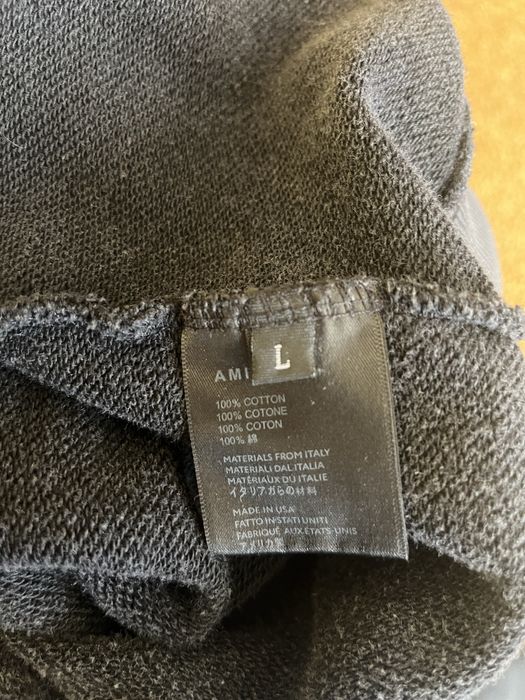 L
AMI
100% COTTON
100% COTONE
100% COTON
100% 綿
MATERIALS FROM ITALY
MATERIALI DAL ITALIA
MATÉRIAUX DU ITALIE
イタリアからの材料
MADE IN USA
FATTO IN STATI UNITI
FABRIQUÉ AUX ÉTATS-UNIS